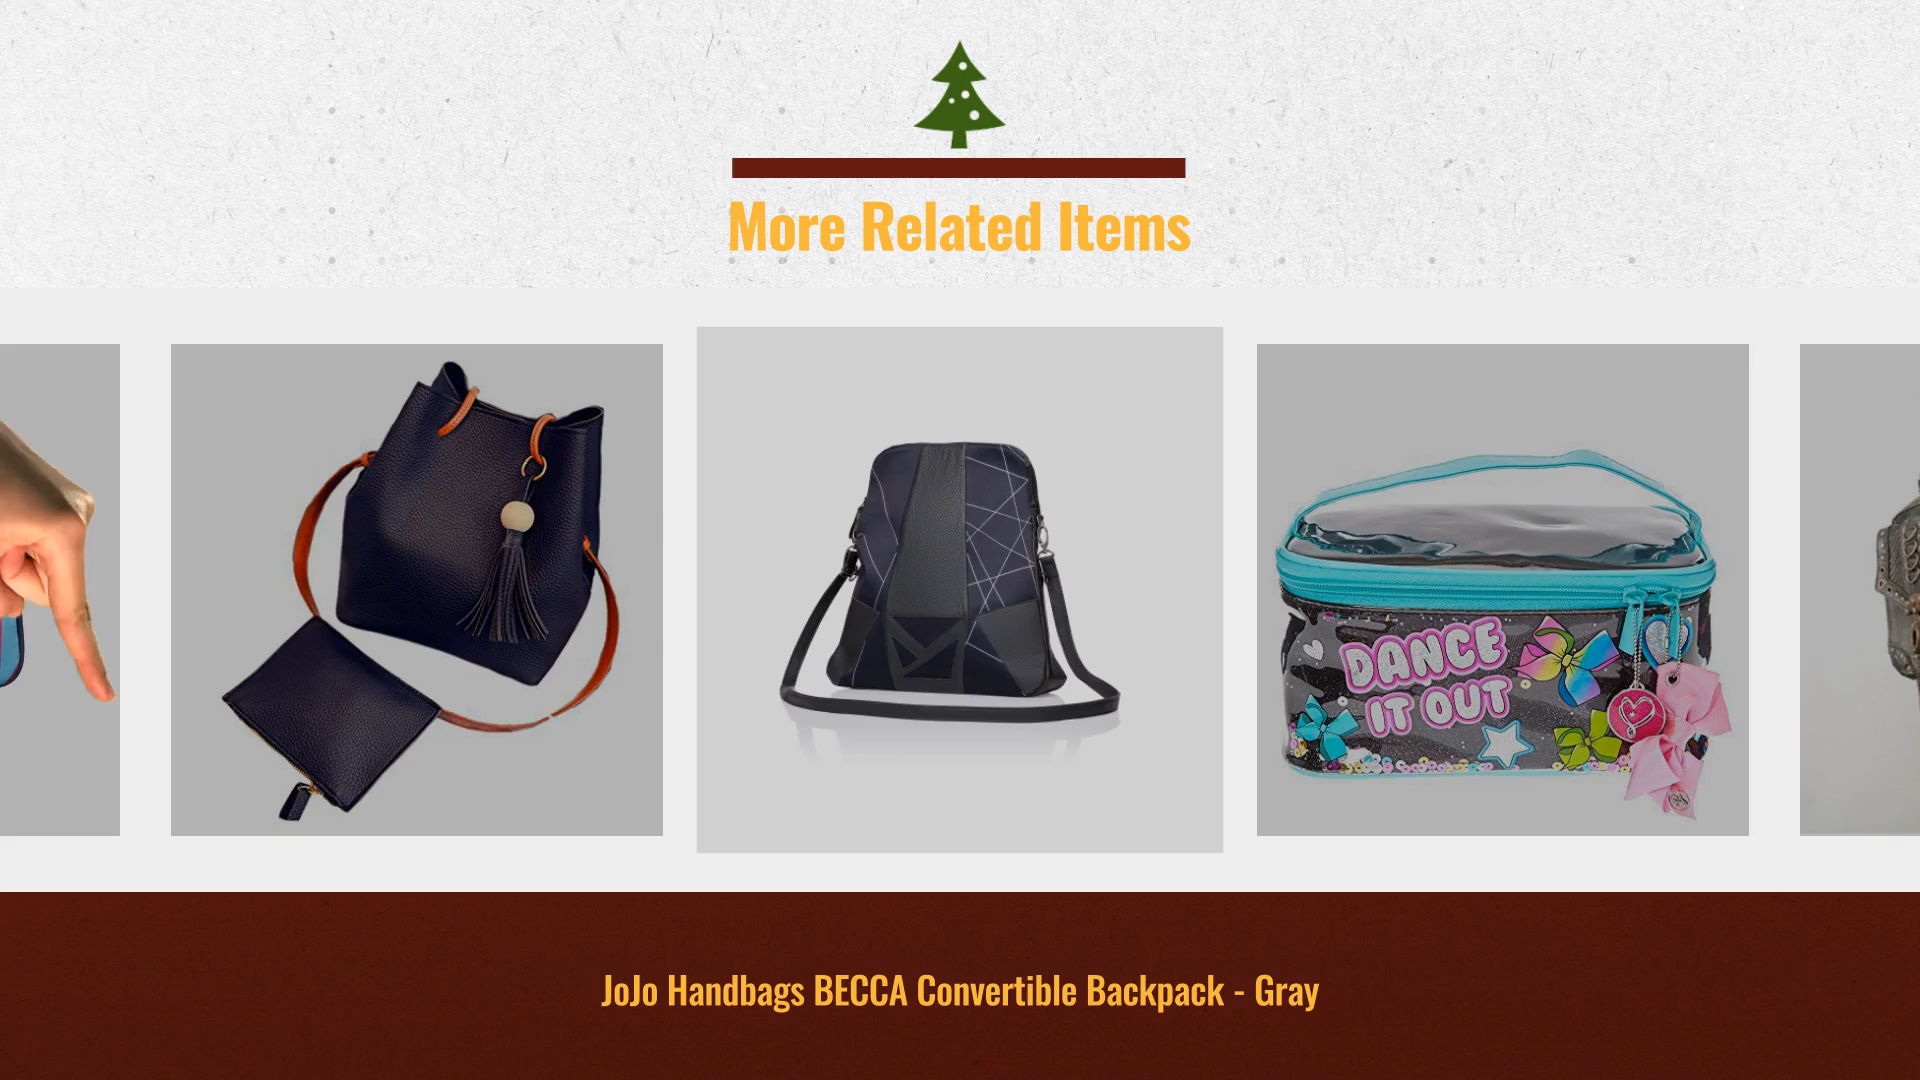 More Related Items
DANCE
IT OUT
JoJo Handbags BECCA Convertible Backpack - Gray